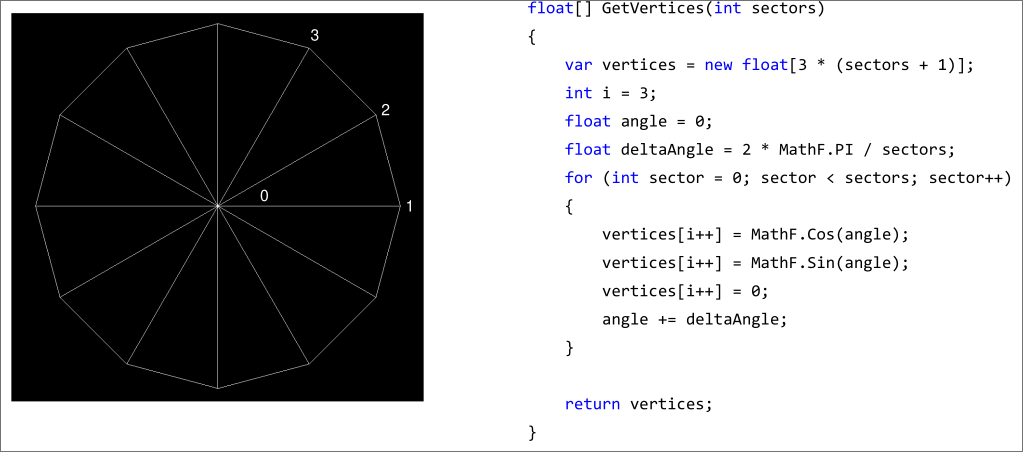 3
2
0
1
float[] GetVertices(int sectors)
{
    var vertices = new float[3 * (sectors + 1)];
    int i = 3;
    float angle = 0;
    float deltaAngle = 2 * MathF.PI / sectors;
    for (int sector = 0; sector < sectors; sector++)
    {
        vertices[i++] = MathF.Cos(angle);
        vertices[i++] = MathF.Sin(angle);
        vertices[i++] = 0;
        angle += deltaAngle;
    }
    return vertices;
}